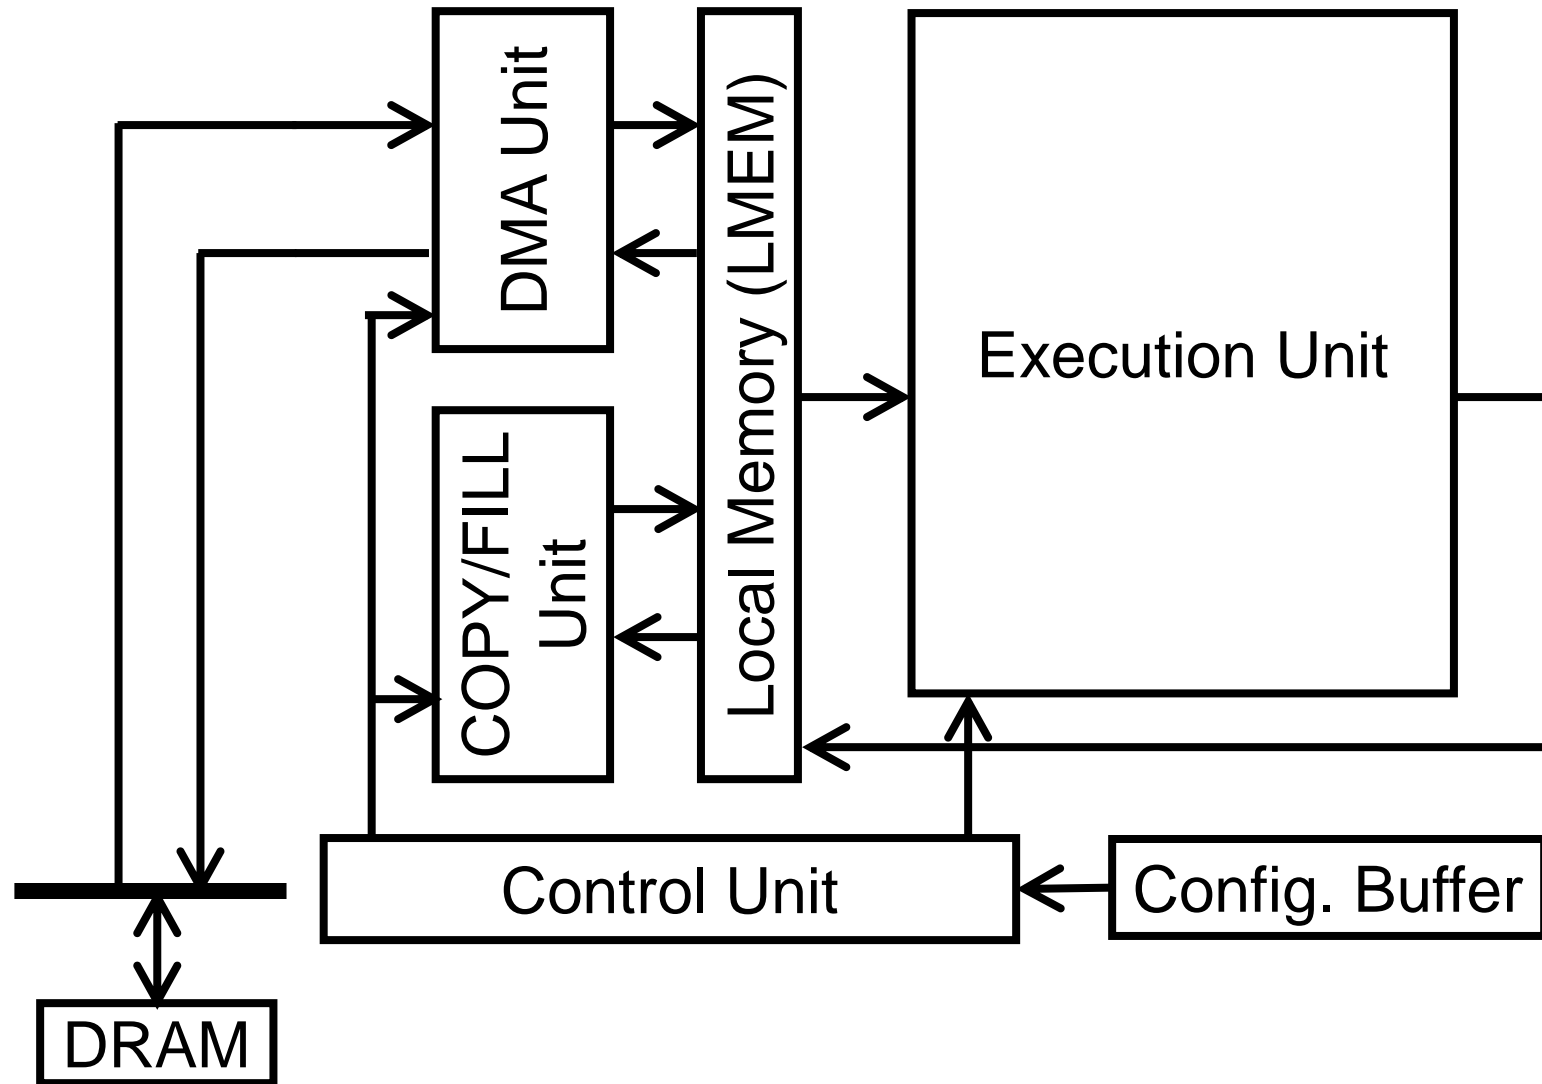 DMA Unit
COPY/FILL
Unit
Local Memory (LMEM)
Execution Unit
Control Unit
Config. Buffer
DRAM